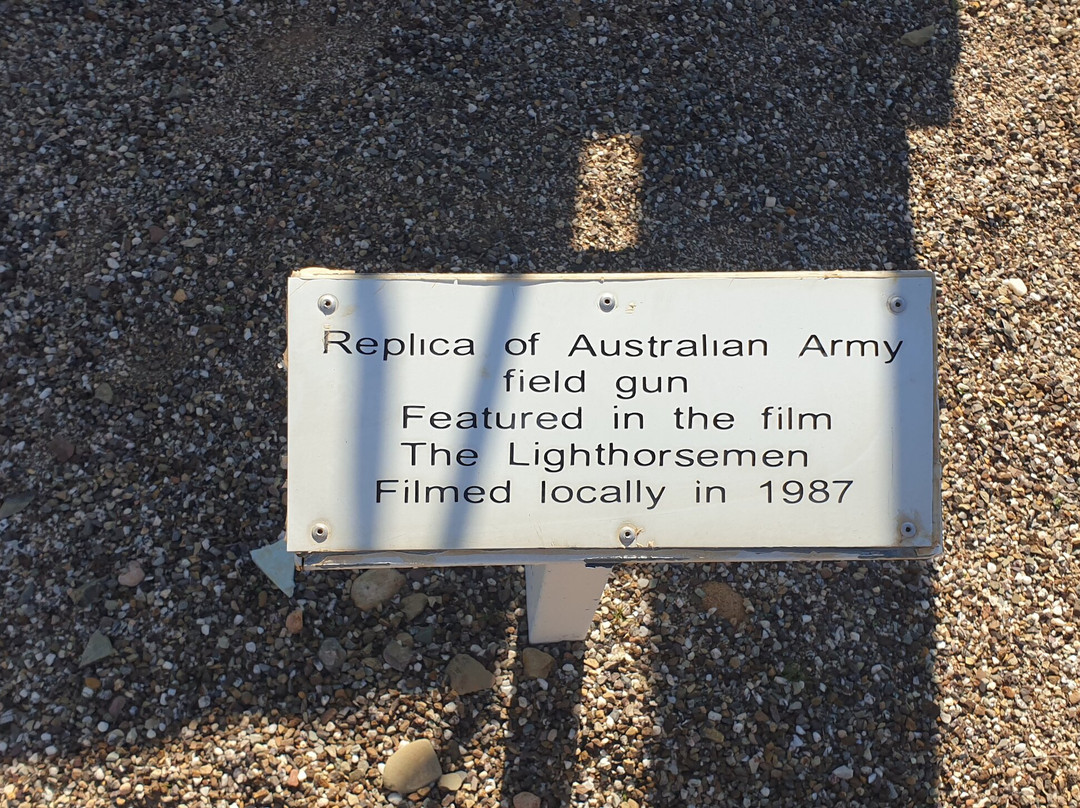 Replica of Australian Army
field gun
Featured in the film
The Lighthorsemen
Filmed locally in 1987